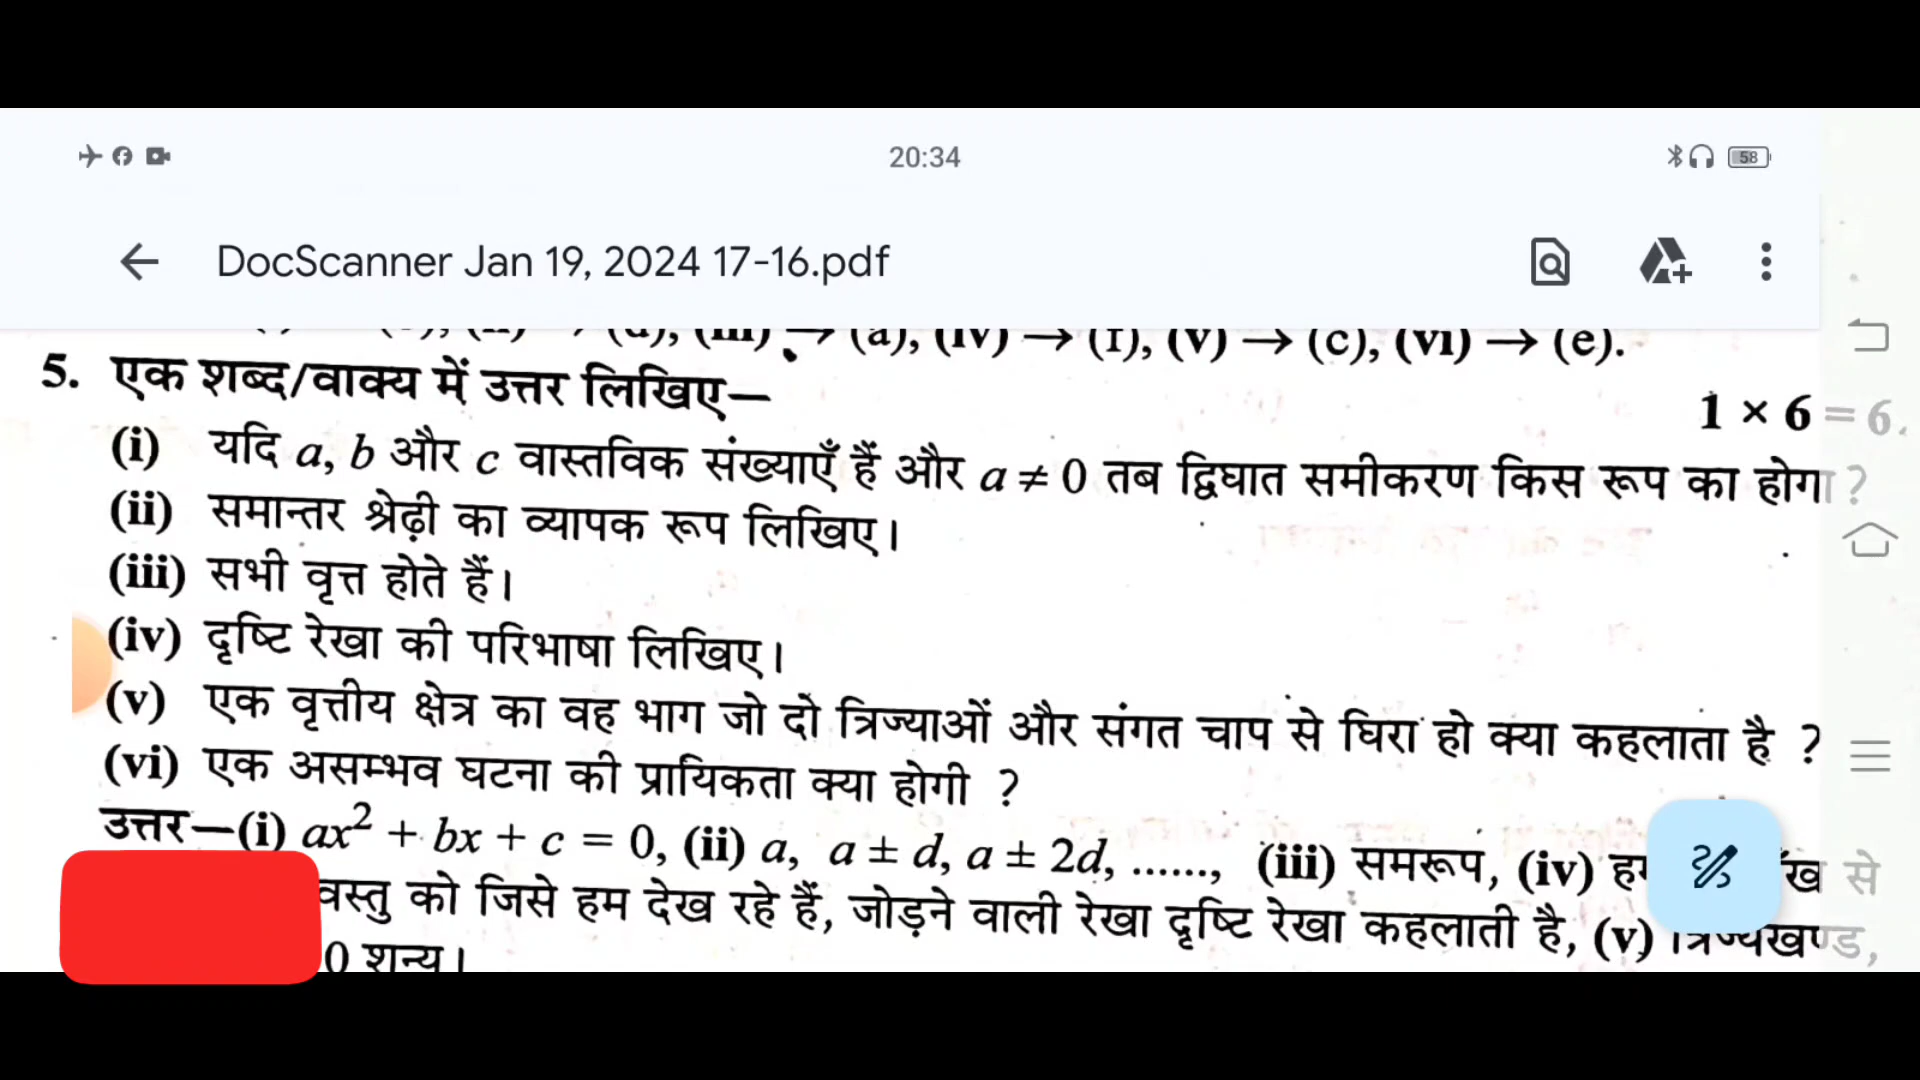 20:34
58
DocScanner Jan 19, 2024 17-16.pdf
(a), (iv) → (f), (v) → (c), (vi) → (e).
5. एक शब्द/वाक्य में उत्तर लिखिए—
1 × 6 = 6.
(i) यदि a, b और c वास्तविक संख्याएँ हैं और a ≠ 0 तब द्विघात समीकरण किस रूप का होगा ?
(ii) समान्तर श्रेढ़ी का व्यापक रूप लिखिए।
(iii) सभी वृत्त होते हैं।
(iv) दृष्टि रेखा की परिभाषा लिखिए।
(v) एक वृत्तीय क्षेत्र का वह भाग जो दो त्रिज्याओं और संगत चाप से घिरा हो क्या कहलाता है ?
(vi) एक असम्भव घटना की प्रायिकता क्या होगी ?
उत्तर—(i) ax² + bx + c = 0, (ii) a, a ± d, a ± 2d, ......, (iii) समरूप, (iv) से
वस्तु को जिसे हम देख रहे हैं, जोड़ने वाली रेखा दृष्टि रेखा कहलाती है, (v) त्रिज्यखण्ड,
0 शून्य।